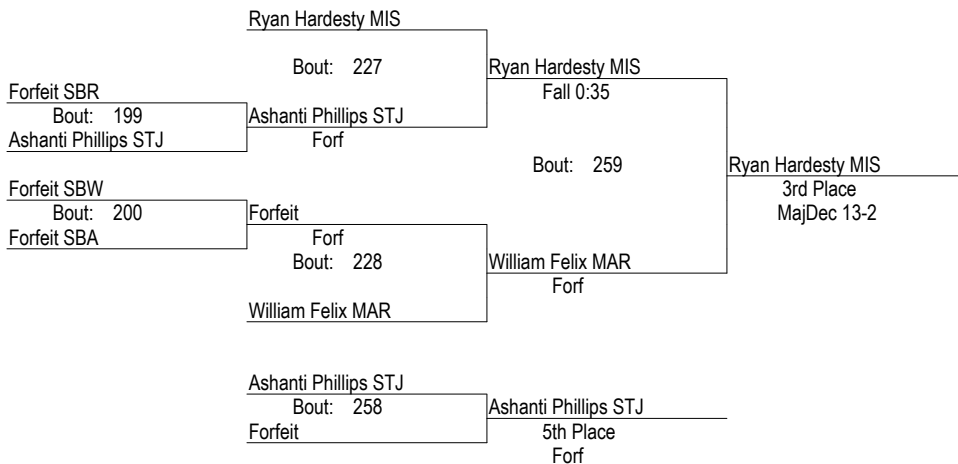 Ryan Hardesty MIS
Bout: 227
Ryan Hardesty MIS
Fall 0:35
Forfeit SBR
Bout: 199
Ashanti Phillips STJ
Ashanti Phillips STJ
Forf
Bout: 259
Ryan Hardesty MIS
3rd Place
MajDec 13-2
Forfeit SBW
Bout: 200
Forfeit SBA
Forfeit
Forf
Bout: 228
William Felix MAR
Forf
William Felix MAR
Ashanti Phillips STJ
Bout: 258
Forfeit
Ashanti Phillips STJ
5th Place
Forf